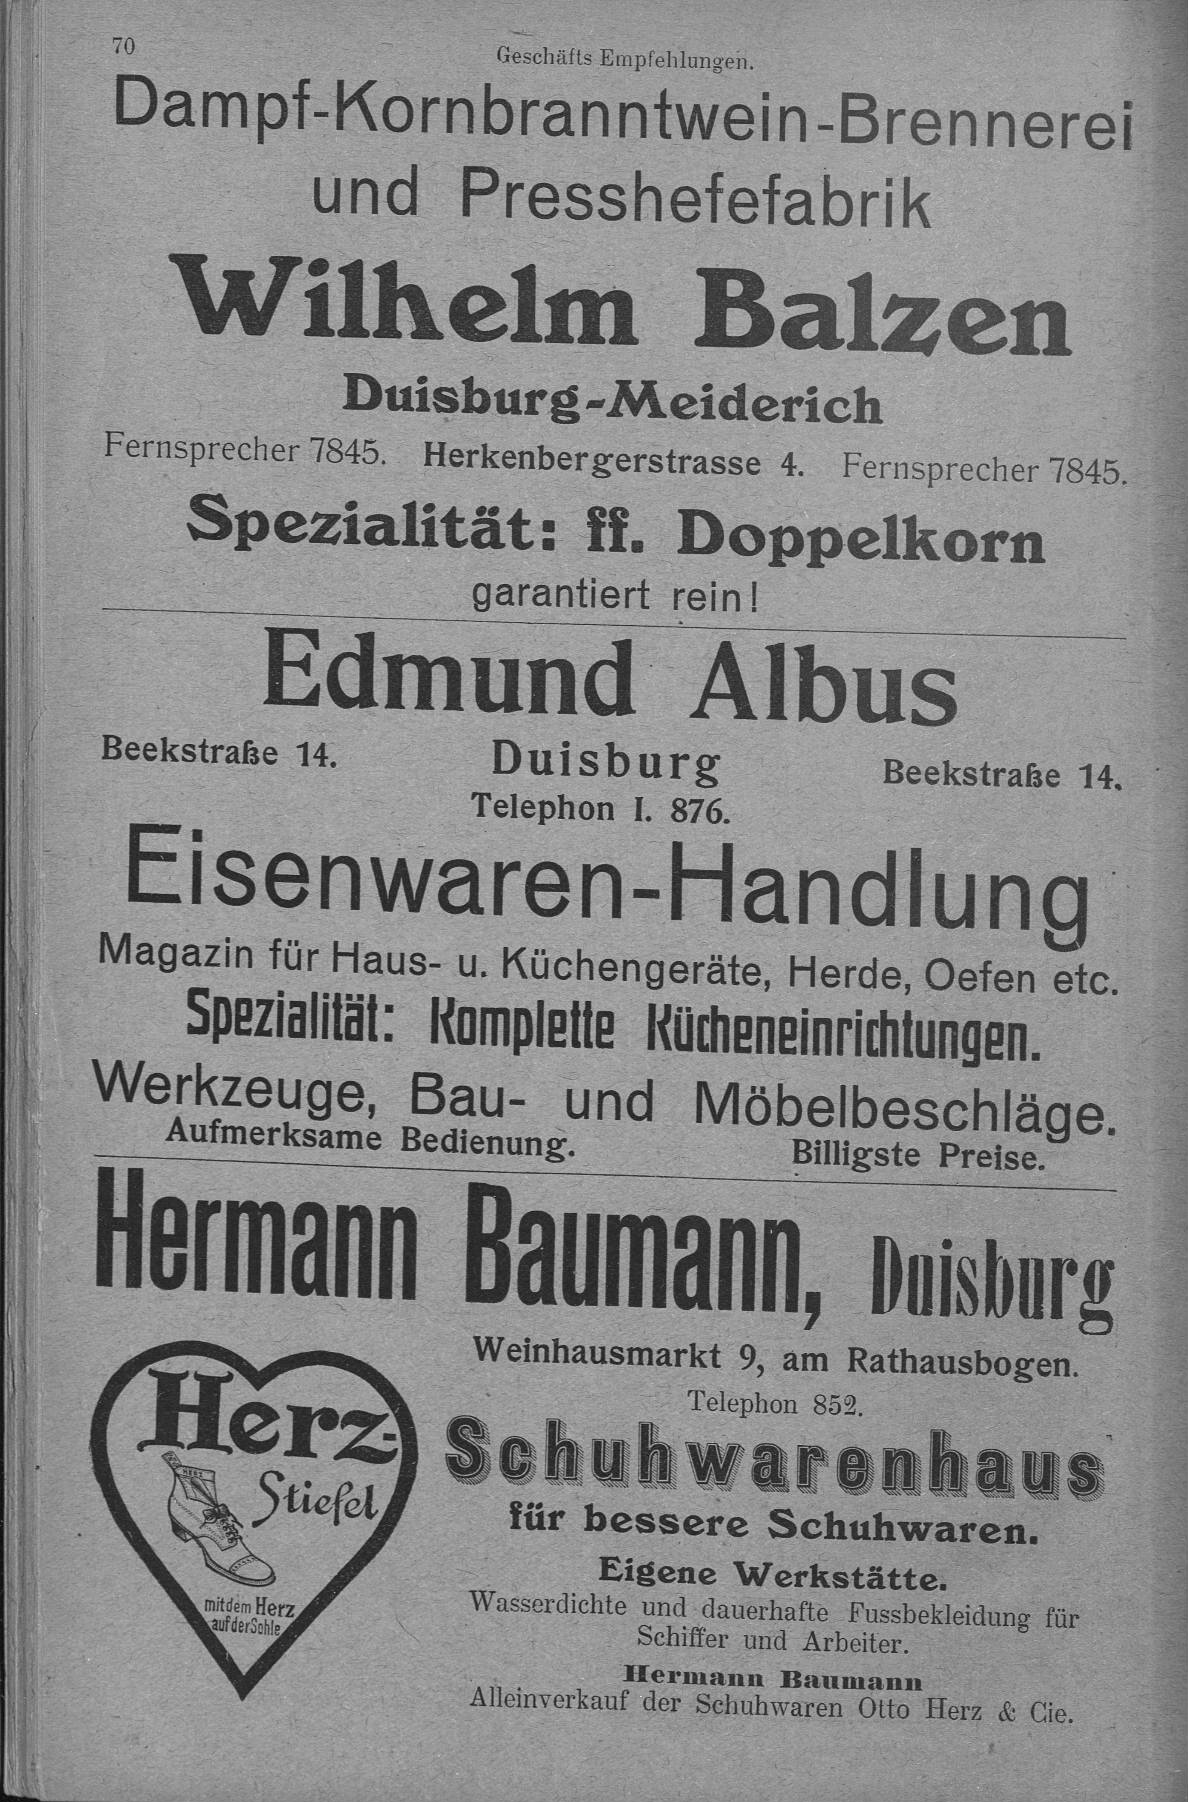 70
Geschäfts Empfehlungen.
Dampf-Kornbranntwein-Brennerei
und Presshefefabrik
Wilhelm Balzen
Duisburg-Meiderich
Fernsprecher 7845. Herkenbergerstrasse 4. Fernsprecher 7845.
Spezialität: ff. Doppelkorn
garantiert rein!
Edmund Albus
Beekstraße 14. Duisburg Beekstraße 14.
Telephon I. 876.
Eisenwaren-Handlung
Magazin für Haus- u. Küchengeräte, Herde, Oefen etc.
Spezialität: Komplette Kücheneinrichtungen.
Werkzeuge, Bau- und Möbelbeschläge.
Aufmerksame Bedienung. Billigste Preise.
Hermann Baumann, Duisburg
Weinhausmarkt 9, am Rathausbogen.
Telephon 852.
Schuhwarenhaus
für bessere Schuhwaren.
Eigene Werkstätte.
Wasserdichte und dauerhafte Fussbekleidung für
Schiffer und Arbeiter.
Hermann Baumann
Alleinverkauf der Schuhwaren Otto Herz & Cie.
Herz-
HERZ
Stiefel
mit dem Herz
auf der Sohle